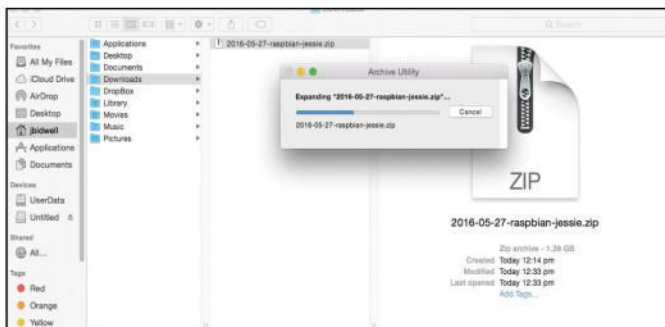 Search
Favorites
All My Files
iCloud Drive
AirDrop
Desktop
jbidwell
Applications
Documents
Devices
UserData
Untitled
Shared
All...
Tags
Red
Orange
Yellow
Applications
Desktop
Documents
Downloads
DropBox
Library
Movies
Music
Pictures
2016-05-27-raspbian-jessie.zip
Archive Utility
Expanding "2016-05-27-raspbian-jessie.zip"...
Cancel
2016-05-27-raspbian-jessie.zip
ZIP
2016-05-27-raspbian-jessie.zip
Zip archive - 1.39 GB
Created Today 12:14 pm
Modified Today 12:33 pm
Last opened Today 12:33 pm
Add Tags...